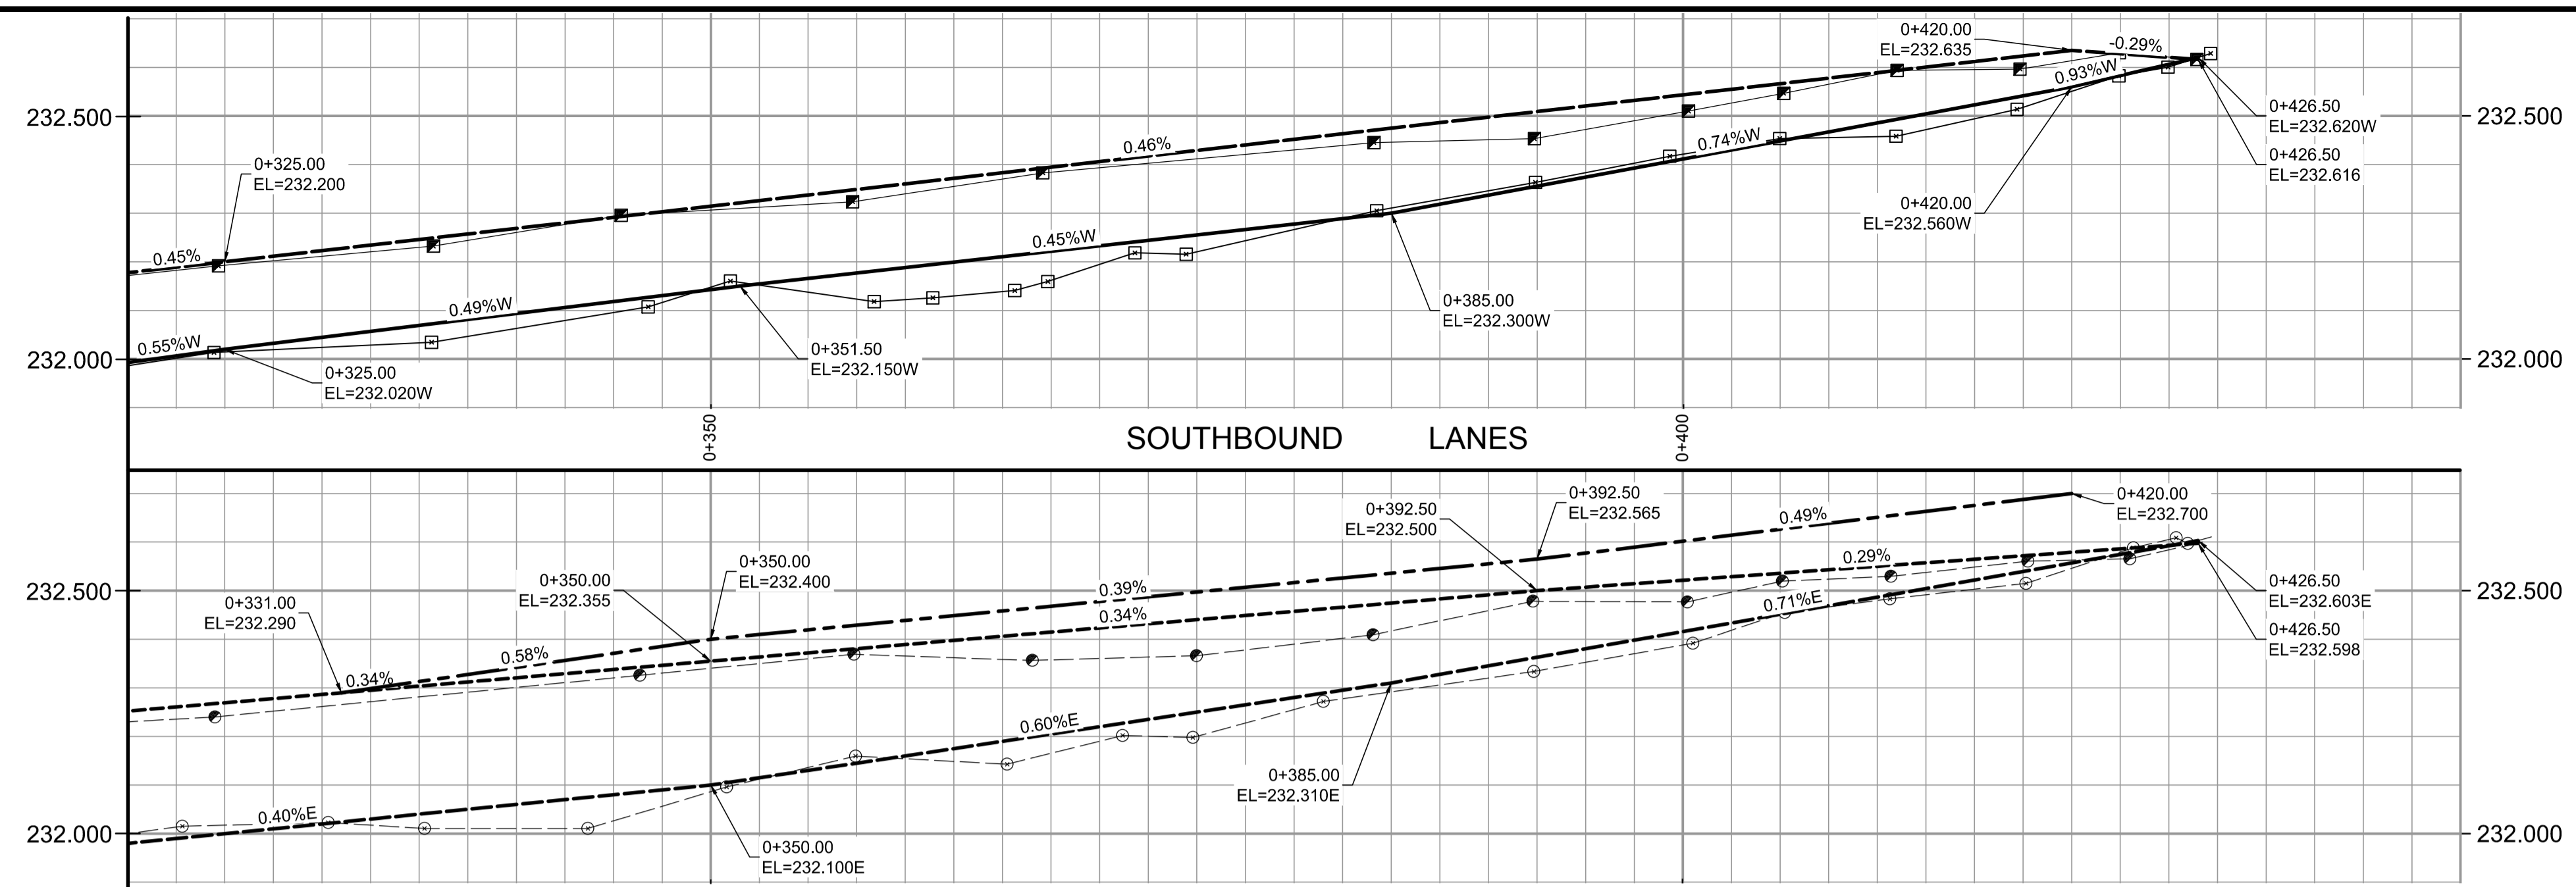 0+420.00
EL=232.635
-0.29%
0.93%W
232.500
232.500
0+426.50
EL=232.620W
0+426.50
EL=232.616
0.46%
0.74%W
0+325.00
EL=232.200
0+420.00
EL=232.560W
0.45%
0.45%W
0.49%W
0+385.00
EL=232.300W
0.55%W
0+351.50
EL=232.150W
232.000
232.000
0+325.00
EL=232.020W
0+350
SOUTHBOUND LANES
0+400
0+392.50
EL=232.500
0+392.50
EL=232.565
0.49%
0+420.00
EL=232.700
0.29%
0+350.00
EL=232.400
0+350.00
EL=232.355
0.39%
232.500
232.500
0+426.50
EL=232.603E
0+426.50
EL=232.598
0+331.00
EL=232.290
0.34%
0.71%E
0.58%
0.34%
0.60%E
0+385.00
EL=232.310E
0.40%E
232.000
232.000
0+350.00
EL=232.100E